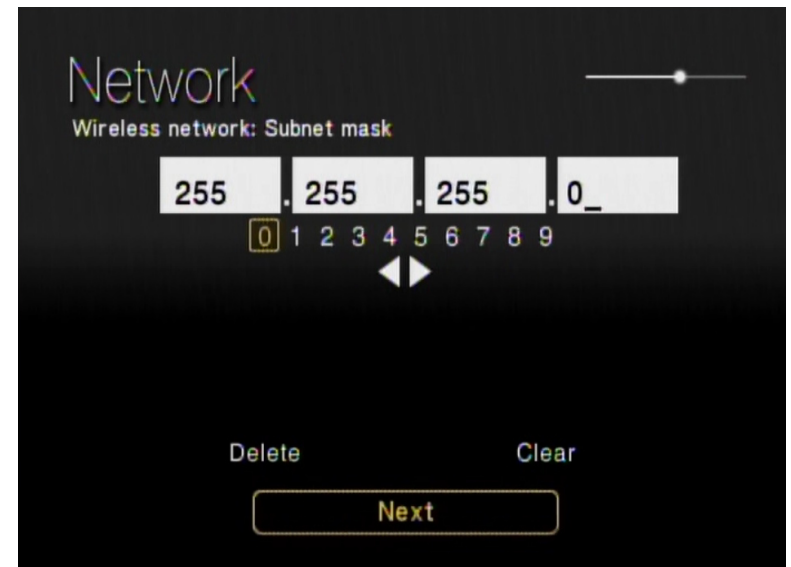 Network
Wireless network: Subnet mask
255 . 255 . 255 . 0_
0 1 2 3 4 5 6 7 8 9
Delete Clear
Next